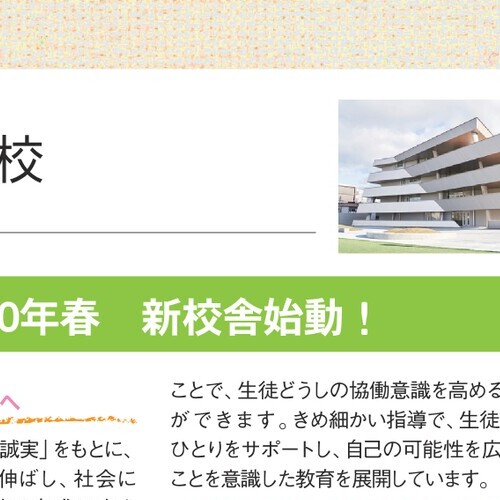 校
0年春　新校舎始動！
へ
誠実」をもとに、
伸ばし、社会に
ことで、生徒どうしの協働意識を高める
ができます。きめ細かい指導で、生徒
ひとりをサポートし、自己の可能性を広
ことを意識した教育を展開しています。